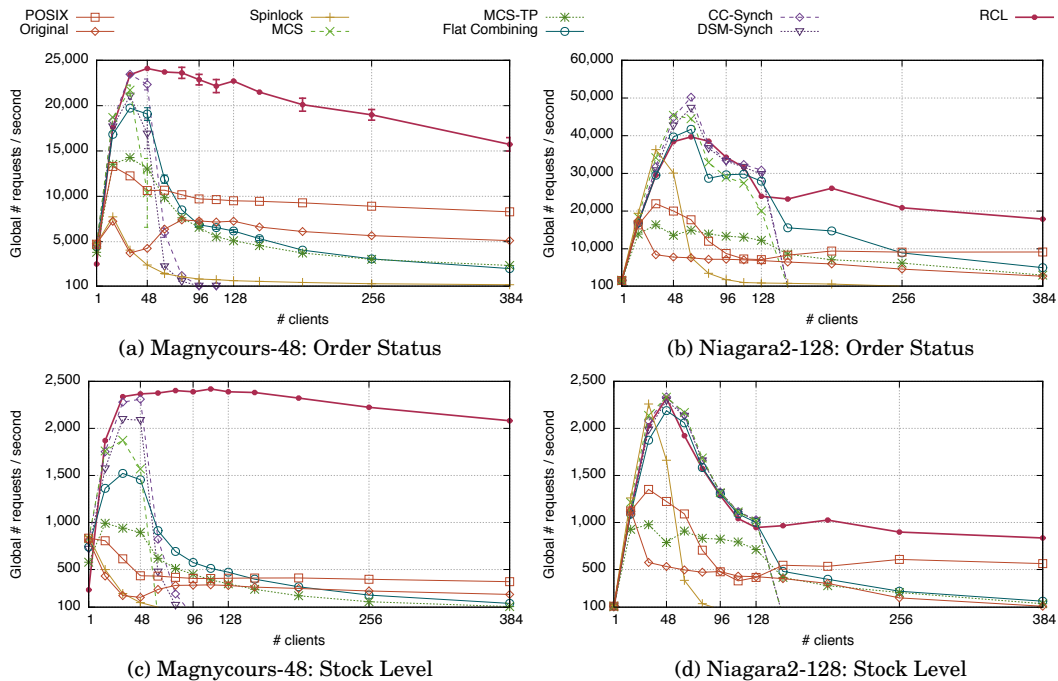 POSIX Spinlock MCS-TP CC-Synch RCL
Original MCS Flat Combining DSM-Synch
Global # requests / second
25,000
20,000
15,000
10,000
5,000
100
1 48 96 128 256 384
# clients
(a) Magnycours-48: Order Status
Global # requests / second
60,000
50,000
40,000
30,000
20,000
10,000
100
1 48 96 128 256 384
# clients
(b) Niagara2-128: Order Status
Global # requests / second
2,500
2,000
1,500
1,000
500
100
1 48 96 128 256 384
# clients
(c) Magnycours-48: Stock Level
Global # requests / second
2,500
2,000
1,500
1,000
500
100
1 48 96 128 256 384
# clients
(d) Niagara2-128: Stock Level